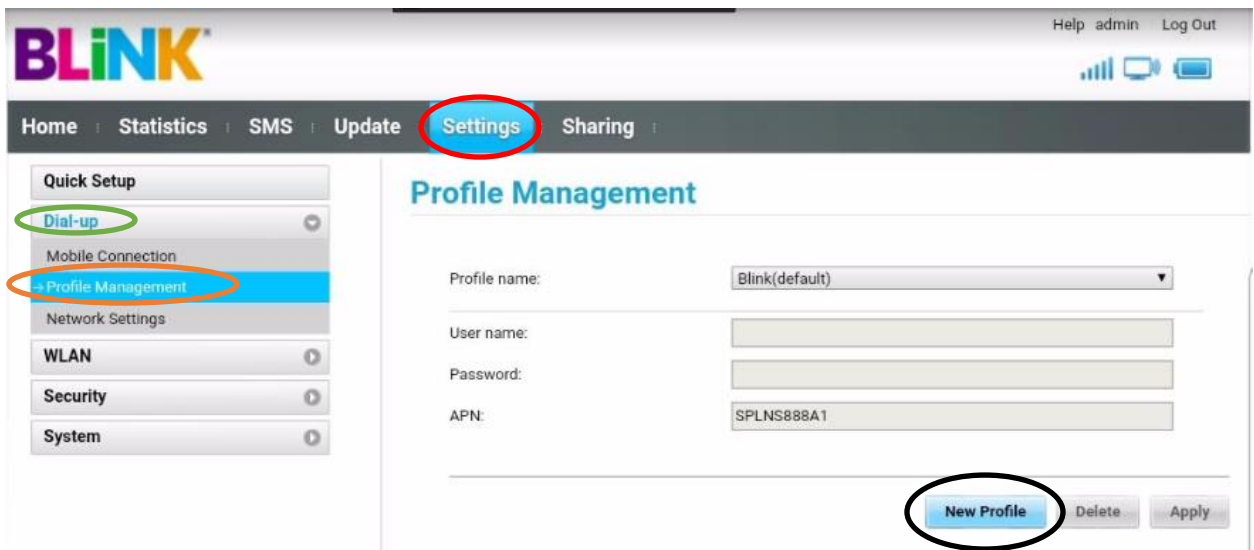 Help admin Log Out
BLiNK
Home Statistics SMS Update Settings Sharing
Quick Setup
Dial-up
Mobile Connection
→Profile Management
Network Settings
WLAN
Security
System
Profile Management
Profile name: Blink(default)
User name:
Password:
APN: SPLNS888A1
New Profile Delete Apply